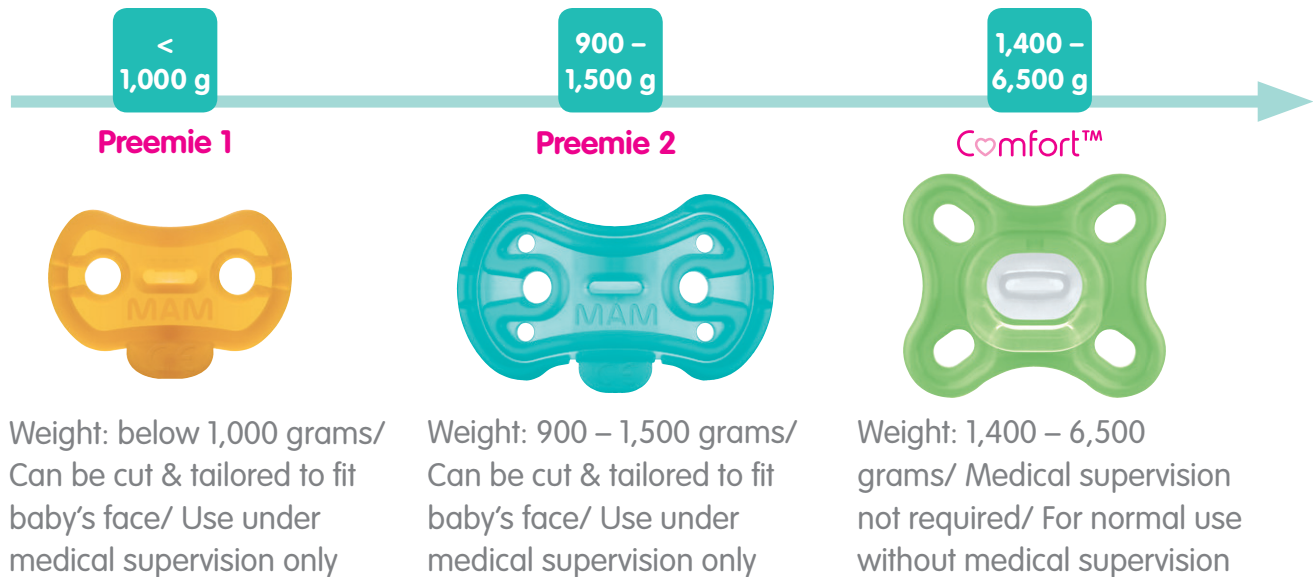 <
1,000 g
900 –
1,500 g
1,400 –
6,500 g
Preemie 1
Preemie 2
Comfort™
MAM
MAM
Weight: below 1,000 grams/
Can be cut & tailored to fit
baby‘s face/ Use under
medical supervision only
Weight: 900 – 1,500 grams/
Can be cut & tailored to fit
baby‘s face/ Use under
medical supervision only
Weight: 1,400 – 6,500
grams/ Medical supervision
not required/ For normal use
without medical supervision